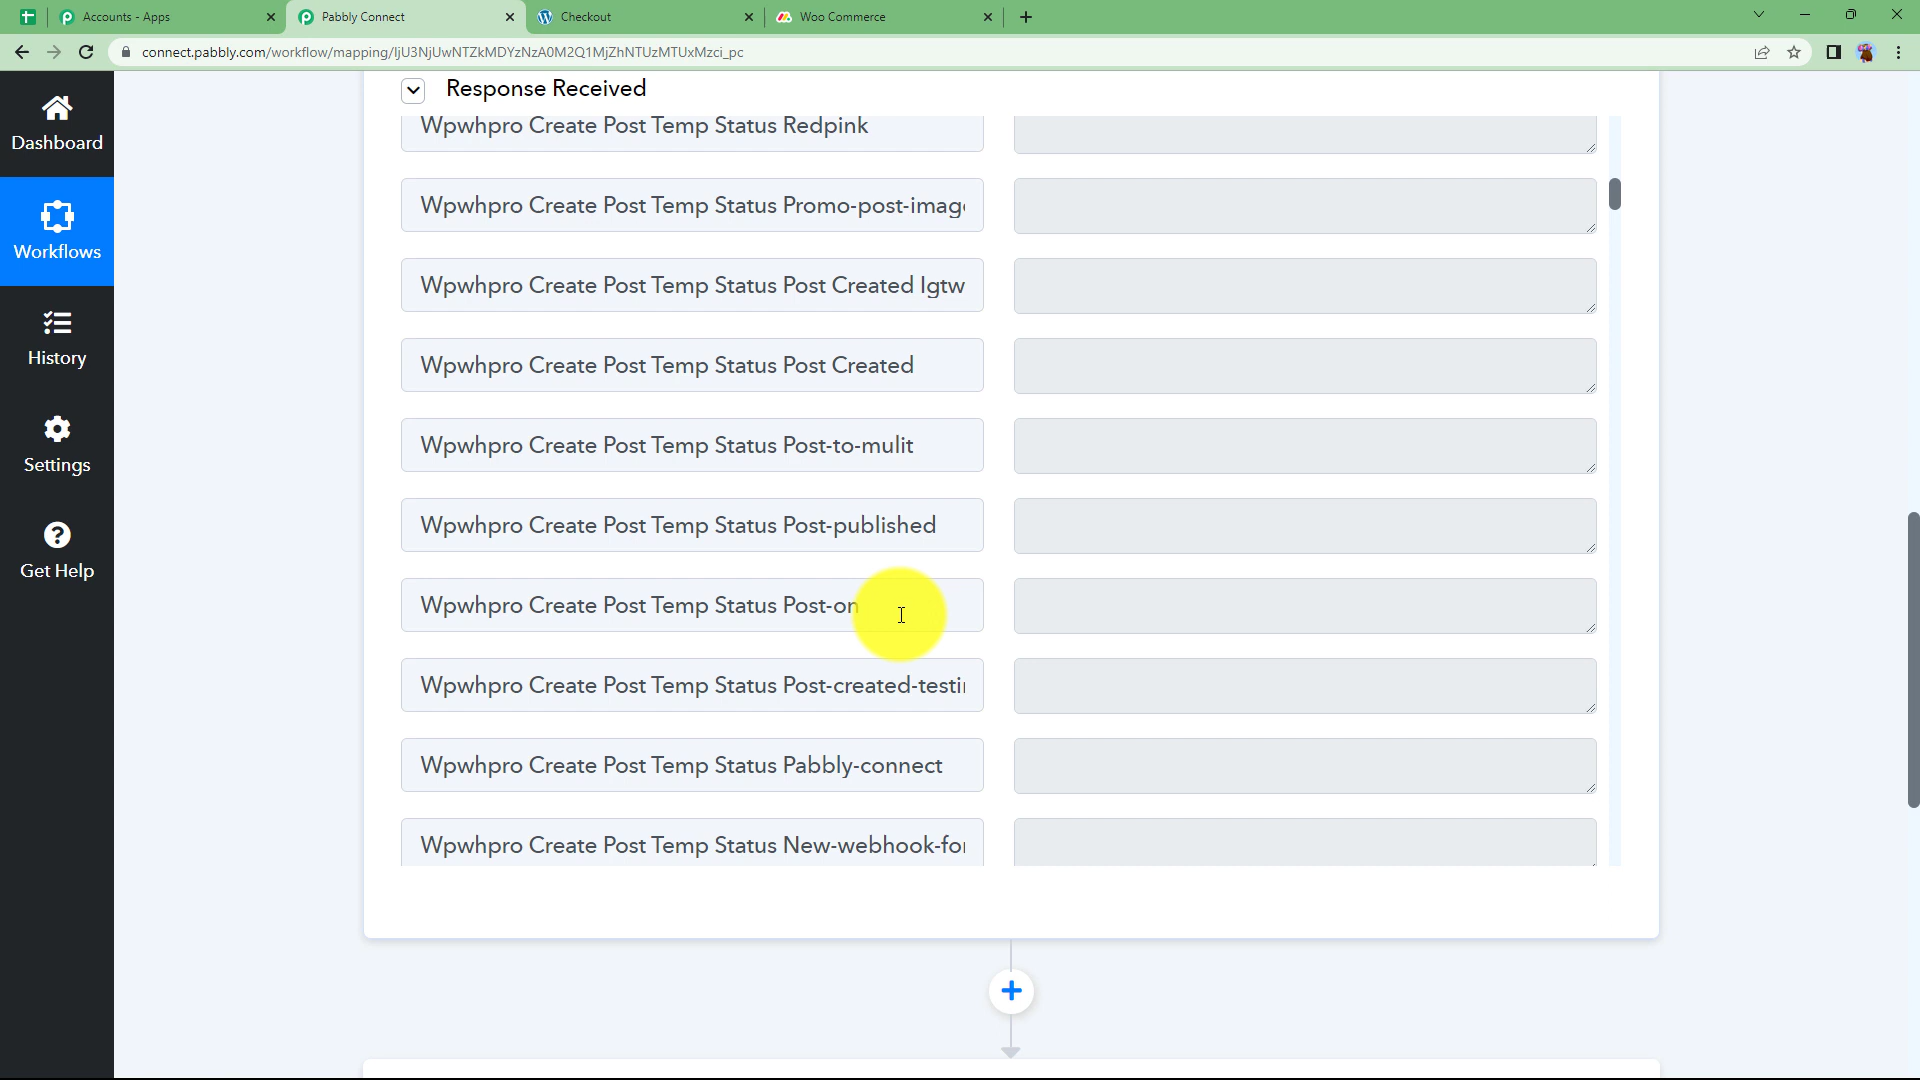 Accounts - Apps
Pabbly Connect
Checkout
Woo Commerce
connect.pabbly.com/workflow/mapping/IjU3NjUwNTZkMDYzNzA0M2Q1MjZhNTUzMTUxMzci_pc
Dashboard
Workflows
History
Settings
Get Help
Response Received
Wpwhpro Create Post Temp Status Redpink
Wpwhpro Create Post Temp Status Promo-post-imag
Wpwhpro Create Post Temp Status Post Created Igtw
Wpwhpro Create Post Temp Status Post Created
Wpwhpro Create Post Temp Status Post-to-mulit
Wpwhpro Create Post Temp Status Post-published
Wpwhpro Create Post Temp Status Post-on
Wpwhpro Create Post Temp Status Post-created-testi
Wpwhpro Create Post Temp Status Pabbly-connect
Wpwhpro Create Post Temp Status New-webhook-for